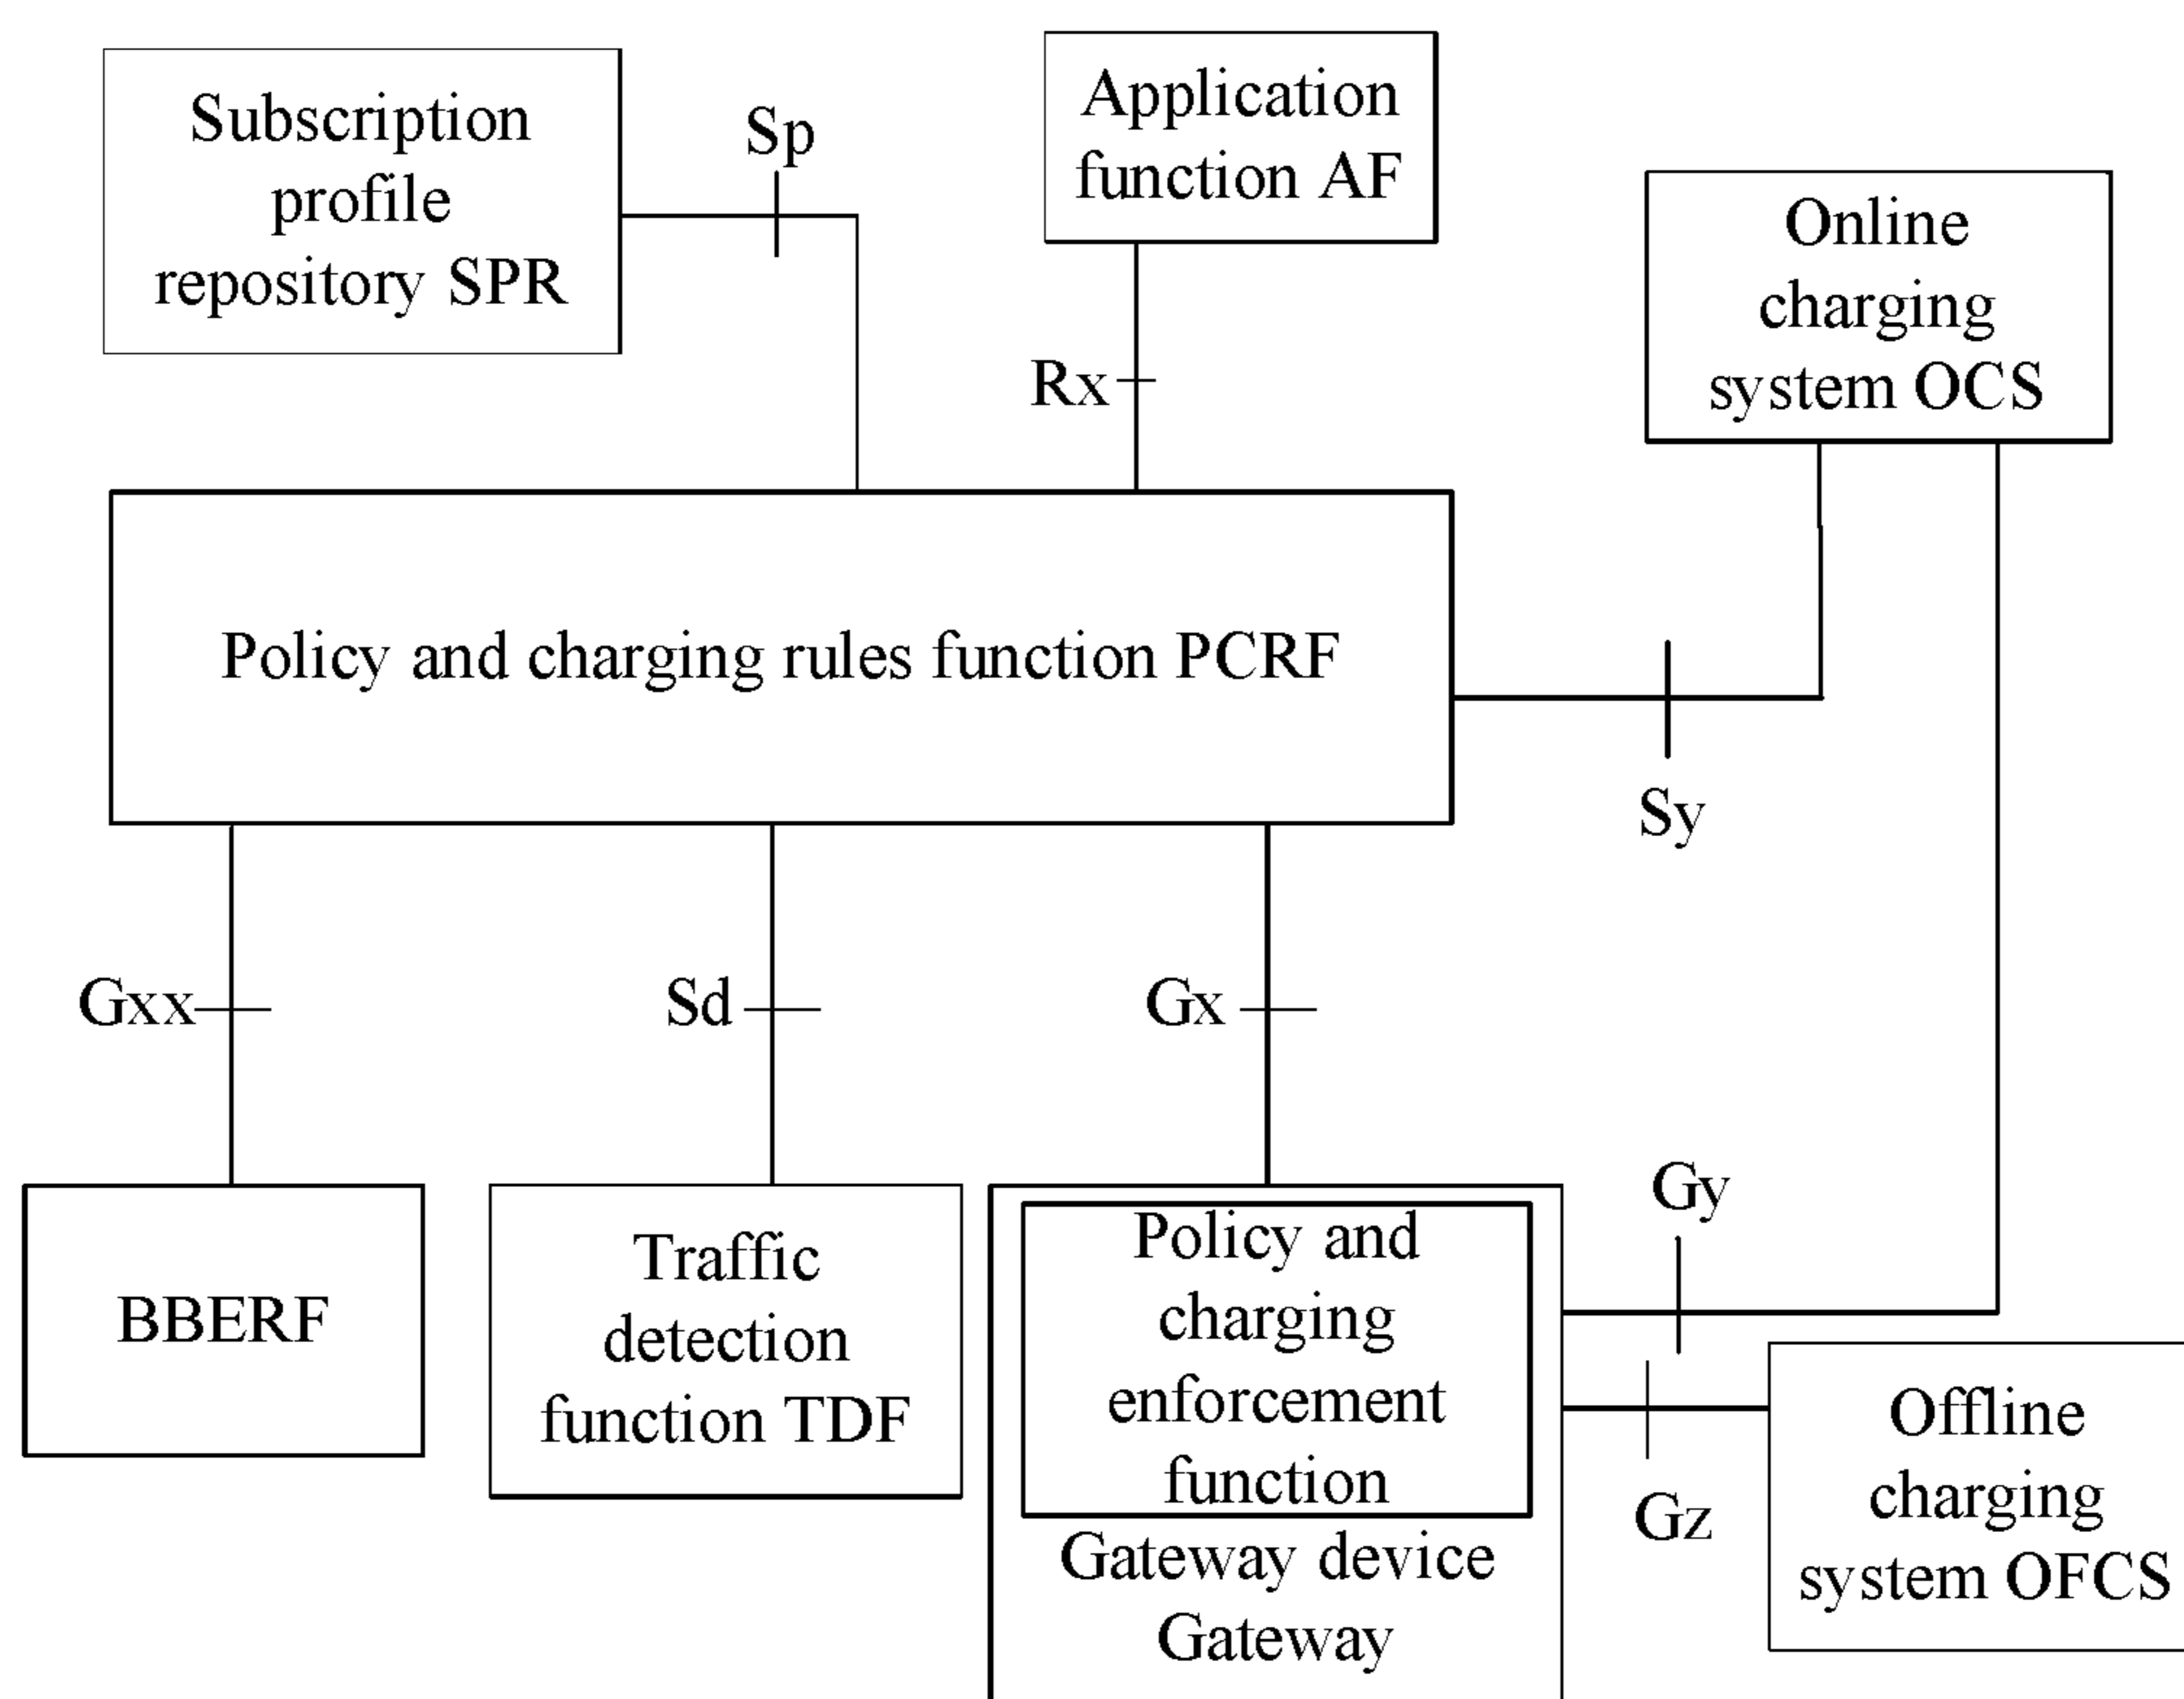 Subscription
profile
repository SPR
Sp
Application
function AF
Rx
Online
charging
system OCS
Policy and charging rules function PCRF
Sy
Gxx
Sd
Gx
BBERF
Traffic
detection
function TDF
Policy and
charging
enforcement
function
Gateway device
Gateway
Gy
Gz
Offline
charging
system OFCS